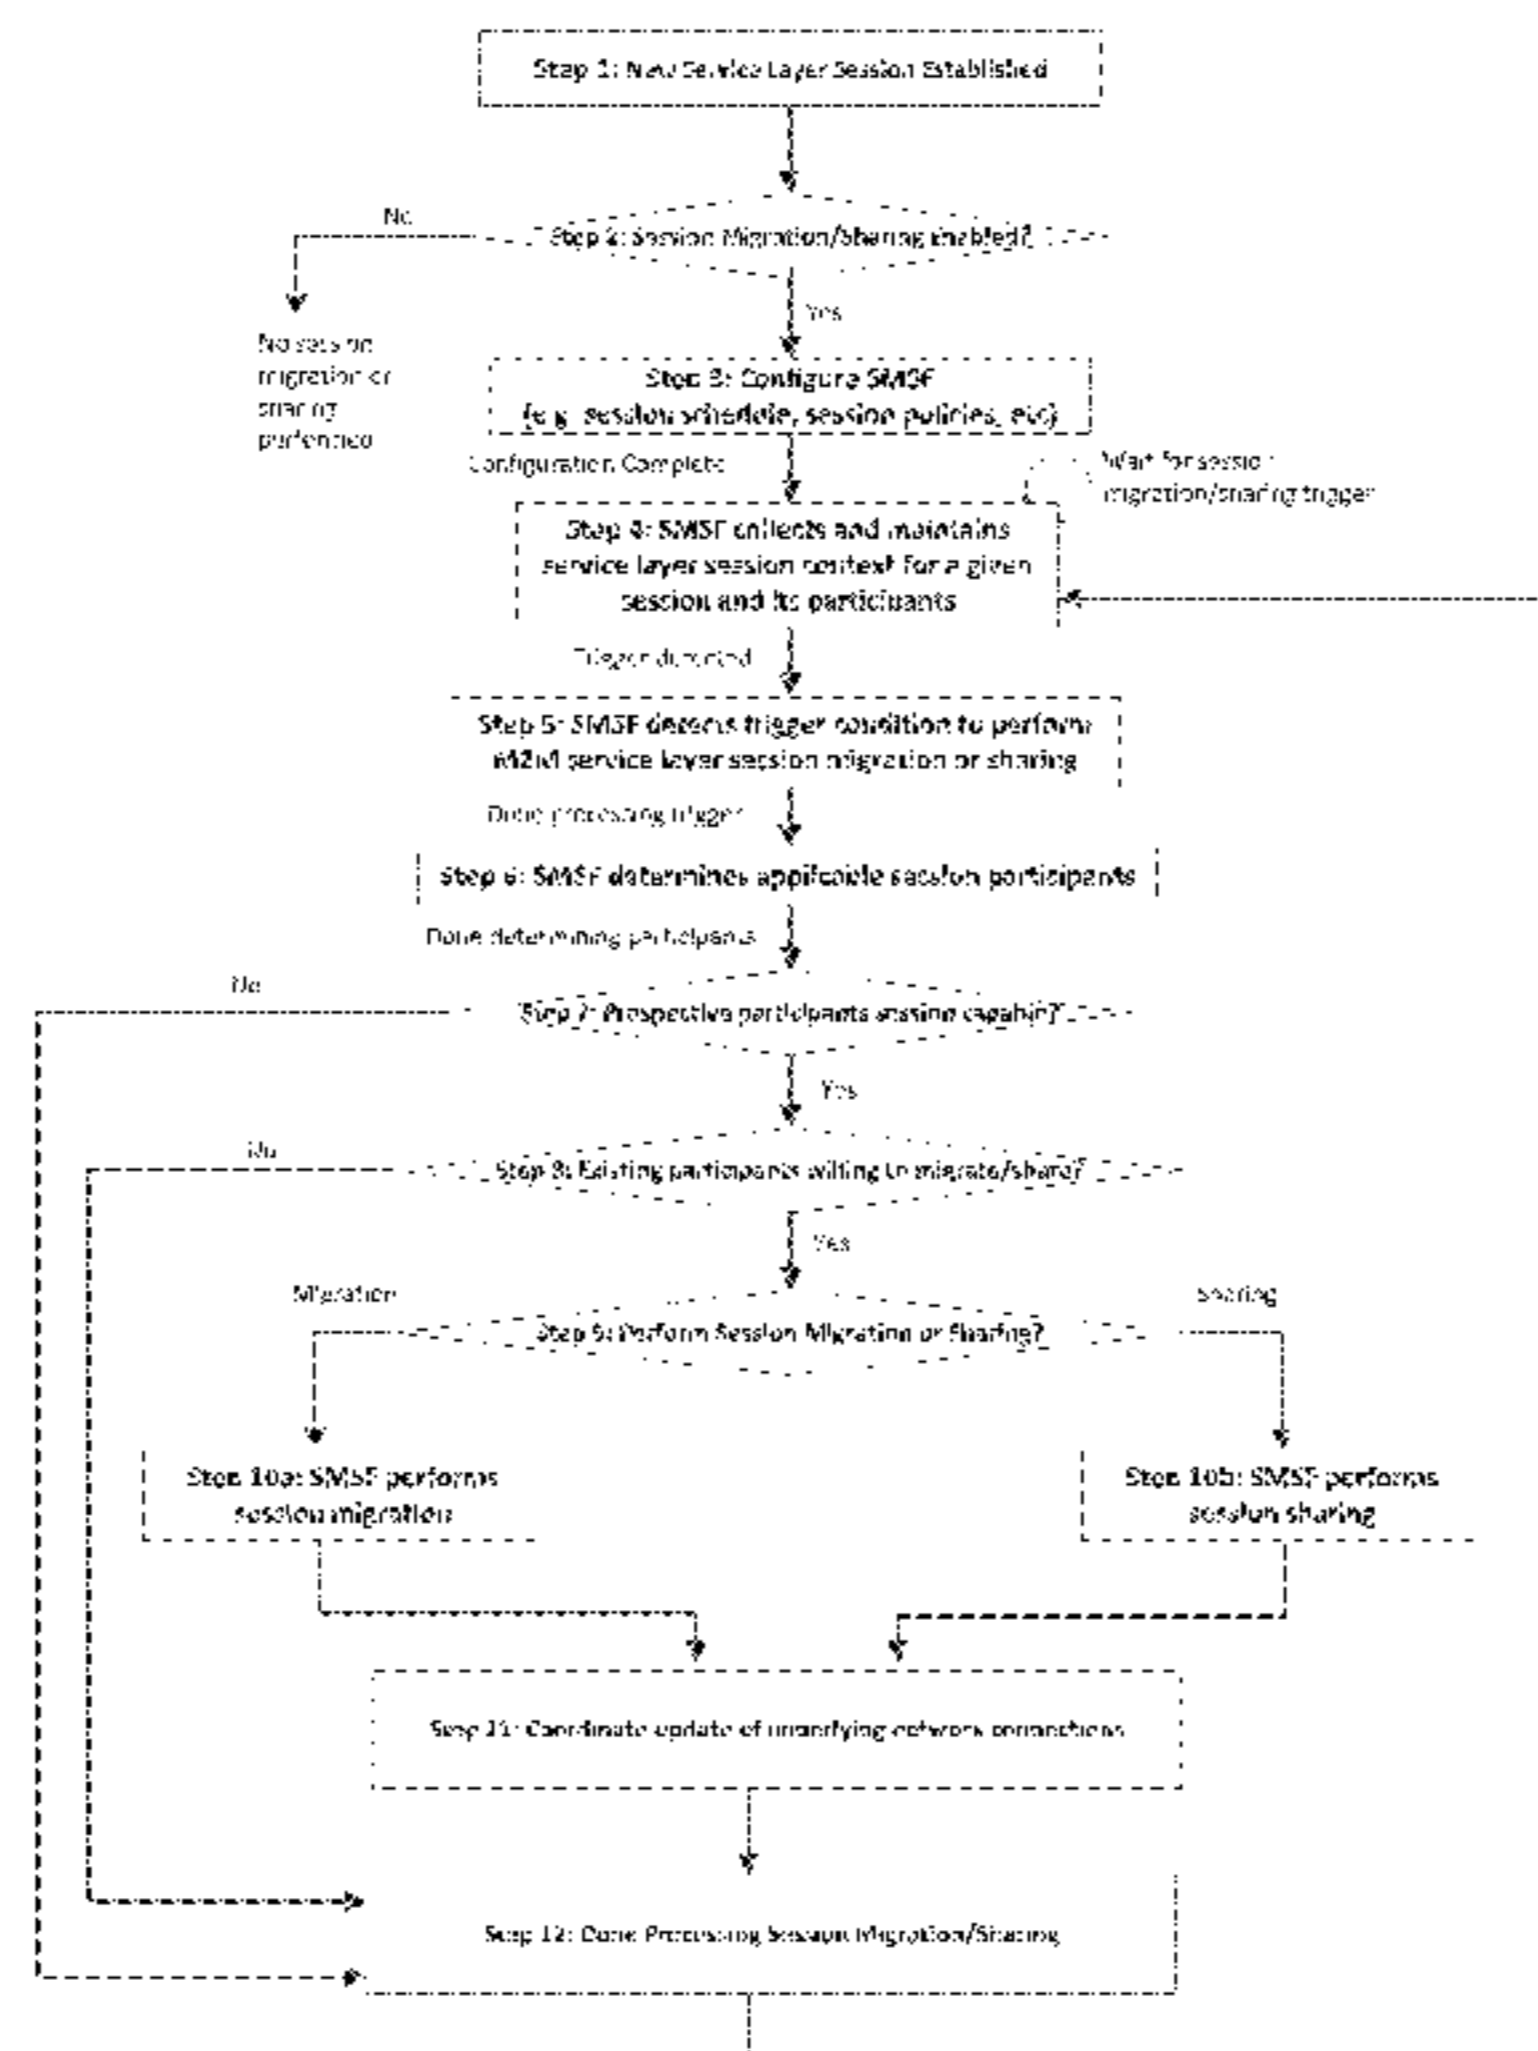 Step 1: New Service Layer Session Established
No
Step 2: Session Migration/Sharing Enabled?
Yes
No session
migration or
sharing
performed
Step 3: Configure SMSF
(e.g. session schedule, session policies, etc)
Configuration Complete
Wait for session
migration/sharing trigger
Step 4: SMSF collects and maintains
service layer session context for a given
session and its participants
Trigger detected
Step 5: SMSF detects trigger condition to perform
M2M service layer session migration or sharing
Done processing trigger
Step 6: SMSF determines applicable session participants
Done determining participants
No
Step 7: Prospective participants session capable?
Yes
No
Step 8: Existing participants willing to migrate/share?
Yes
Migration
Sharing
Step 9: Perform Session Migration or Sharing?
Step 10a: SMSF performs
session migration
Step 10b: SMSF performs
session sharing
Step 11: Coordinate update of underlying network connections
Step 12: Done Processing Session Migration/Sharing